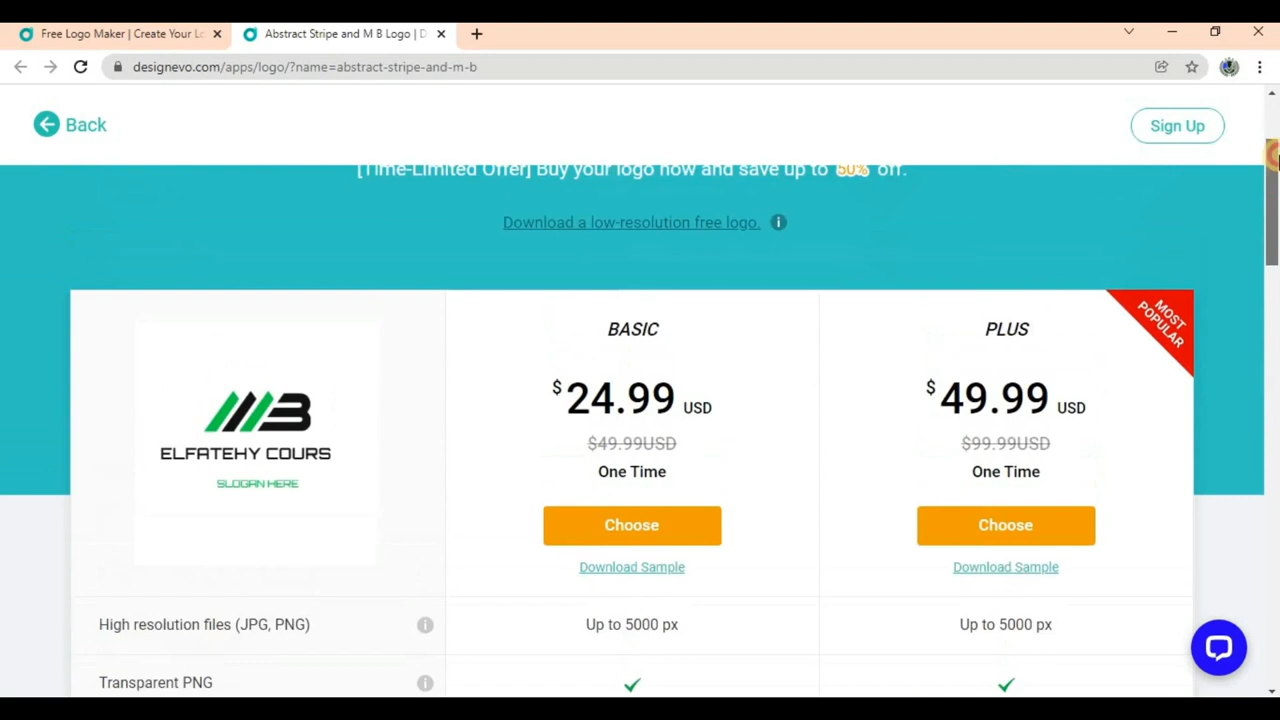 Free Logo Maker | Create Your Lo
Abstract Stripe and M B Logo | D
designevo.com/apps/logo/?name=abstract-stripe-and-m-b
Back
Sign Up
[Time-Limited Offer] Buy your logo now and save up to 50% off.
Download a low-resolution free logo.
MOST POPULAR
BASIC
PLUS
$24.99 USD
$49.99 USD
$49.99USD
$99.99USD
One Time
One Time
MB
ELFATEHY COURS
SLOGAN HERE
Choose
Choose
Download Sample
Download Sample
High resolution files (JPG, PNG)
Up to 5000 px
Up to 5000 px
Transparent PNG